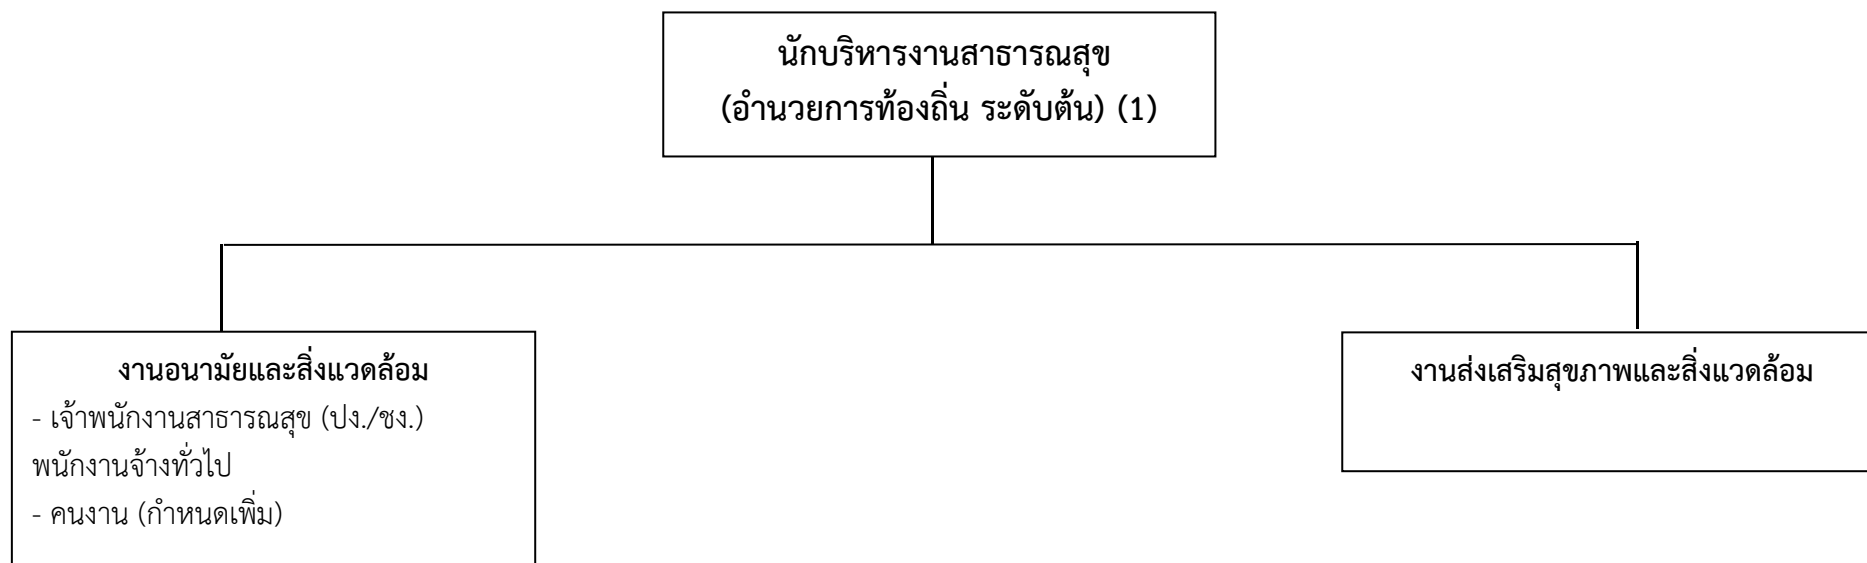 นักบริหารงานสาธารณสุข
(อำนวยการท้องถิ่น ระดับต้น) (1)
งานอนามัยและสิ่งแวดล้อม
- เจ้าพนักงานสาธารณสุข (ปง./ชง.)
พนักงานจ้างทั่วไป
- คนงาน (กำหนดเพิ่ม)
งานส่งเสริมสุขภาพและสิ่งแวดล้อม